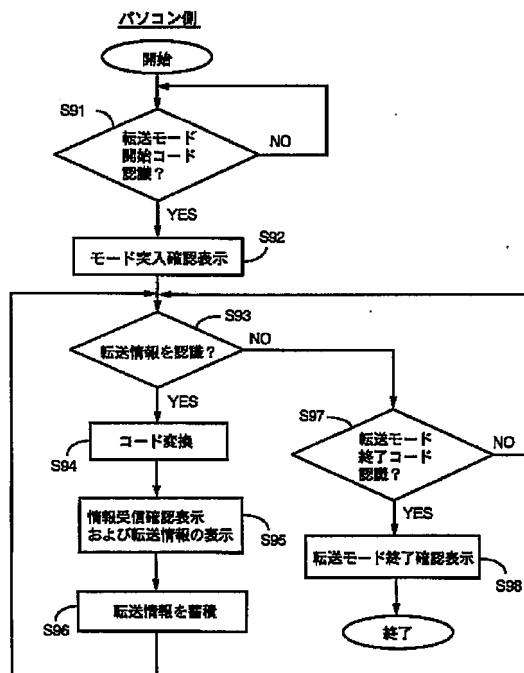 パソコン側
開始
S91
転送モード
開始コード
認識？
NO
YES
S92
モード突入確認表示
S93
転送情報を認識？
NO
YES
S94
コード変換
S97
転送モード
終了コード
認識？
NO
YES
情報受信確認表示
および転送情報の表示
S95
転送モード終了確認表示
S98
転送情報を蓄積
S96
終了